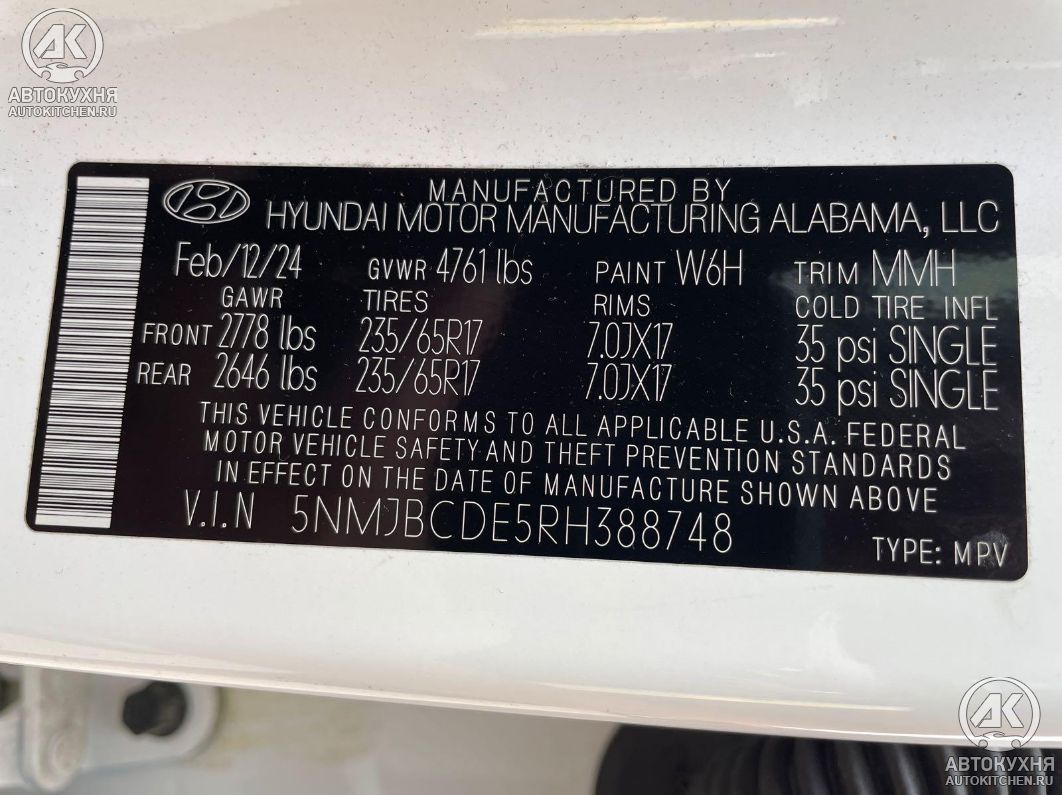 AK
АВТОКУХНЯ
AUTOKITCHEN.RU
MANUFACTURED BY
HYUNDAI MOTOR MANUFACTURING ALABAMA, LLC
Feb/12/24 GVWR 4761 lbs PAINT W6H TRIM MMH
GAWR TIRES RIMS COLD TIRE INFL
FRONT 2778 lbs 235/65R17 7.0JX17 35 psi SINGLE
REAR 2646 lbs 235/65R17 7.0JX17 35 psi SINGLE
THIS VEHICLE CONFORMS TO ALL APPLICABLE U.S.A. FEDERAL
MOTOR VEHICLE SAFETY AND THEFT PREVENTION STANDARDS
IN EFFECT ON THE DATE OF MANUFACTURE SHOWN ABOVE
V.I.N 5NMJBCDE5RH388748
TYPE: MPV
AK
АВТОКУХНЯ
AUTOKITCHEN.RU